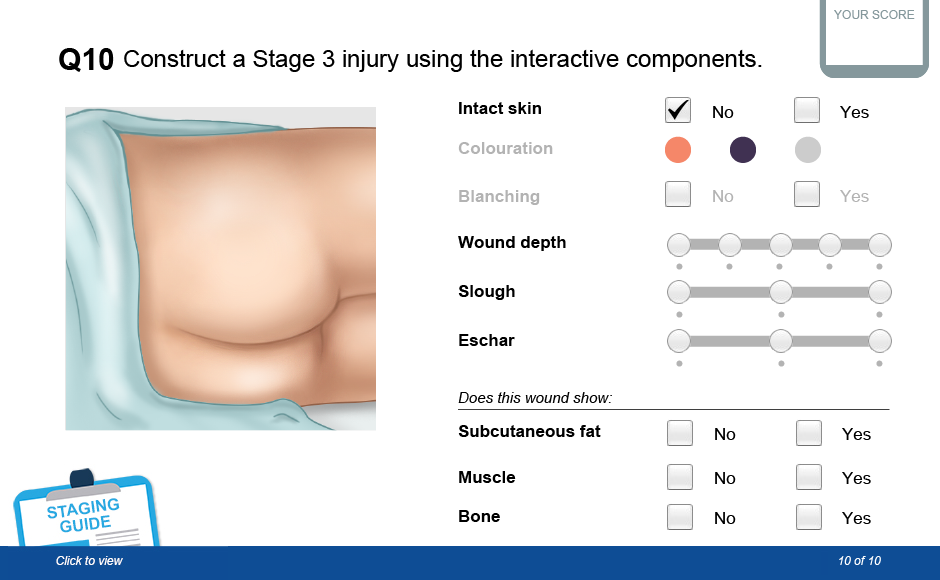 YOUR SCORE
Q10 Construct a Stage 3 injury using the interactive components.
Intact skin No Yes
Colouration
Blanching No Yes
Wound depth
Slough
Eschar
Does this wound show:
Subcutaneous fat No Yes
Muscle No Yes
Bone No Yes
STAGING
GUIDE
Click to view 10 of 10